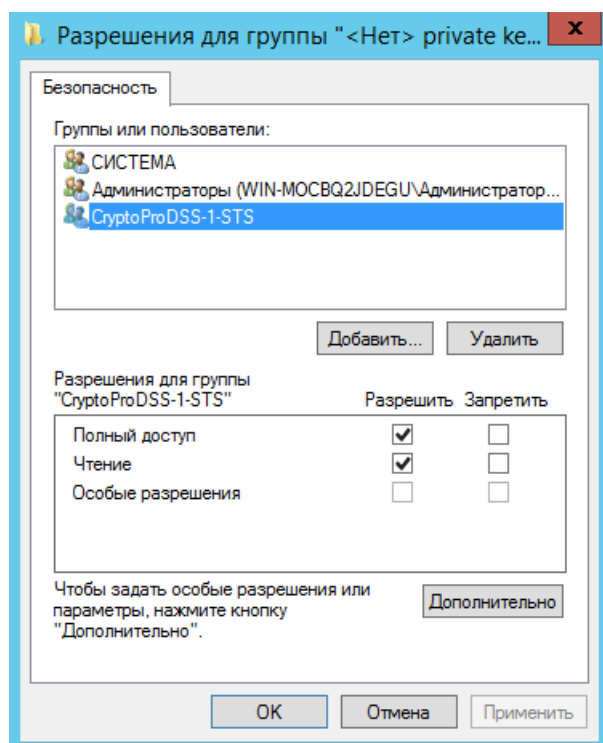 Разрешения для группы "<Нет> private ke...
x
Безопасность
Группы или пользователи:
СИСТЕМА
Администраторы (WIN-MOCBQ2JDEGU\Администратор...
CryptoProDSS-1-STS
Добавить...
Удалить
Разрешения для группы
"CryptoProDSS-1-STS"
Разрешить Запретить
Полный доступ
Чтение
Особые разрешения
Чтобы задать особые разрешения или
параметры, нажмите кнопку
"Дополнительно".
Дополнительно
OK
Отмена
Применить